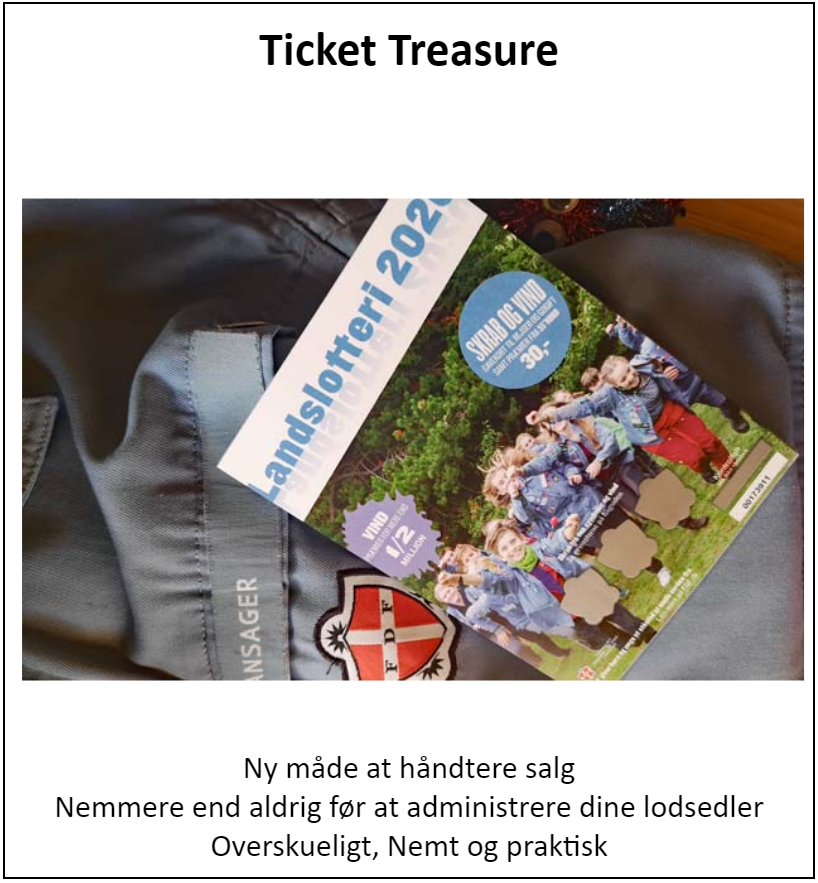 Ticket Treasure
Landslotteri 2020
SKRAB OG VIND
30,-
VIND
1/2
MILLION
00173911
ANSAGER
FDF
Ny måde at håndtere salg
Nemmere end aldrig før at administrere dine lodsedler
Overskueligt, Nemt og praktisk